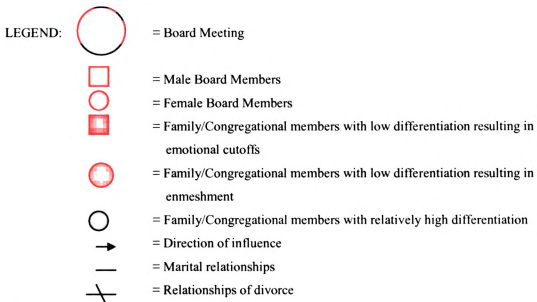 LEGEND: = Board Meeting
= Male Board Members
= Female Board Members
= Family/Congregational members with low differentiation resulting in
emotional cutoffs
= Family/Congregational members with low differentiation resulting in
enmeshment
= Family/Congregational members with relatively high differentiation
= Direction of influence
= Marital relationships
= Relationships of divorce